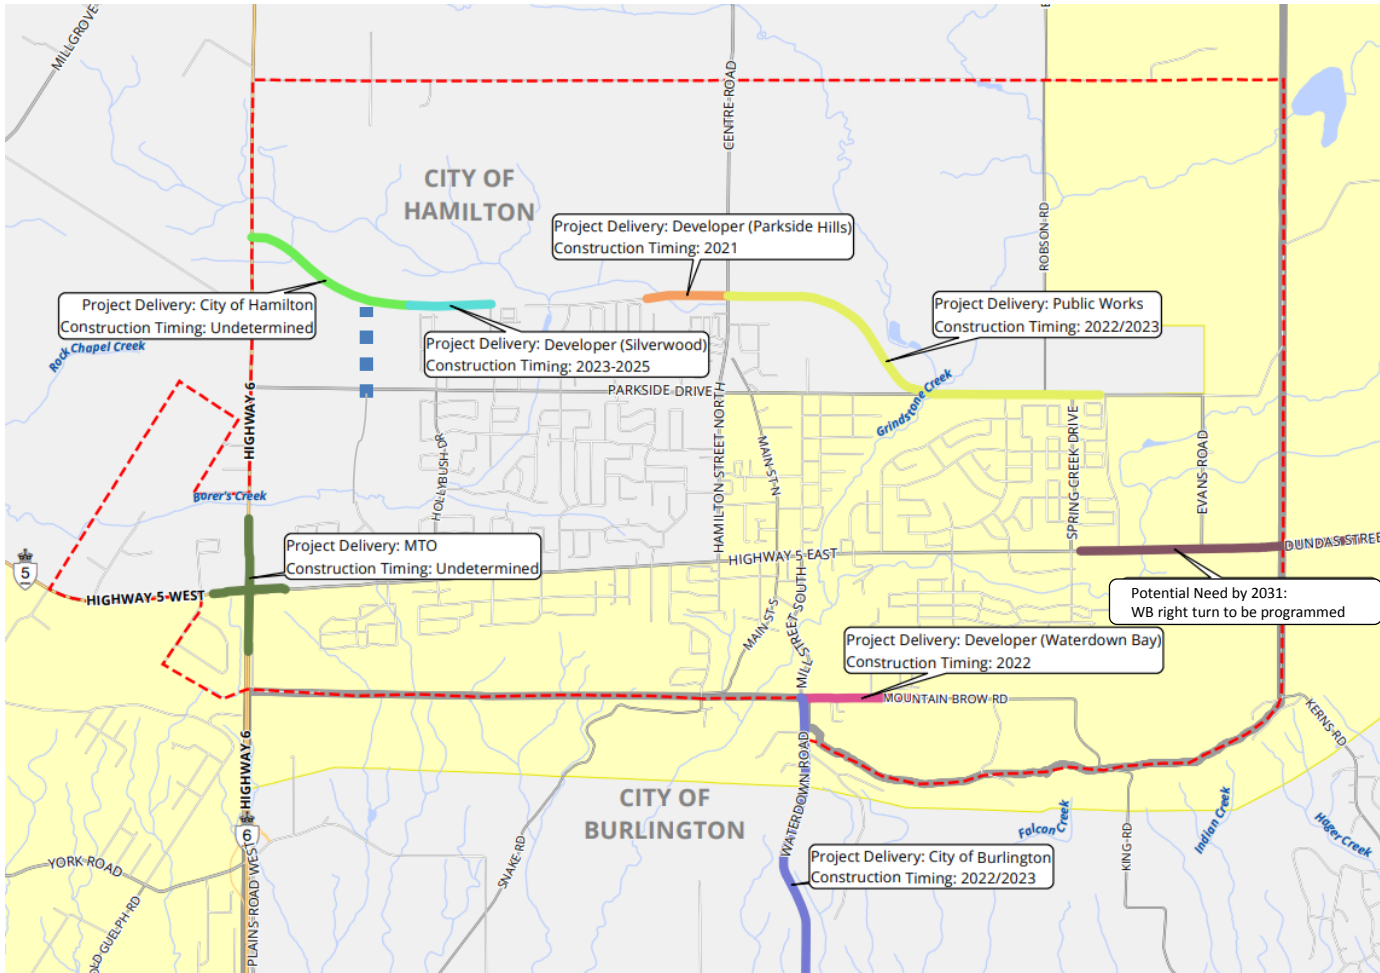 MILLGROVE
CENTRE ROAD
CITY OF
HAMILTON
ROBSON RD
Project Delivery: Developer (Parkside Hills)
Construction Timing: 2021
Project Delivery: City of Hamilton
Construction Timing: Undetermined
Project Delivery: Public Works
Construction Timing: 2022/2023
Project Delivery: Developer (Silverwood)
Construction Timing: 2023-2025
Rock Chapel Creek
PARKSIDE DRIVE
Grindstone Creek
HIGHWAY 6
HOLLYBUSH DR
HAMILTON STREET NORTH
MAIN ST N
SPRING CREEK DRIVE
EVANS ROAD
Borer's Creek
Project Delivery: MTO
Construction Timing: Undetermined
HIGHWAY 5 EAST
DUNDAS STREE
5
HIGHWAY 5 WEST
Potential Need by 2031:
WB right turn to be programmed
MAIN ST S
MILL STREET SOUTH
Project Delivery: Developer (Waterdown Bay)
Construction Timing: 2022
MOUNTAIN BROW RD
KERNS RD
HIGHWAY 6
WATERDOWN ROAD
CITY OF
BURLINGTON
6
YORK ROAD
SNAKE RD
Falcon Creek
KING RD
Indian Creek
Hager Creek
Project Delivery: City of Burlington
Construction Timing: 2022/2023
OLD GUELPH RD
PLAINS ROAD WEST